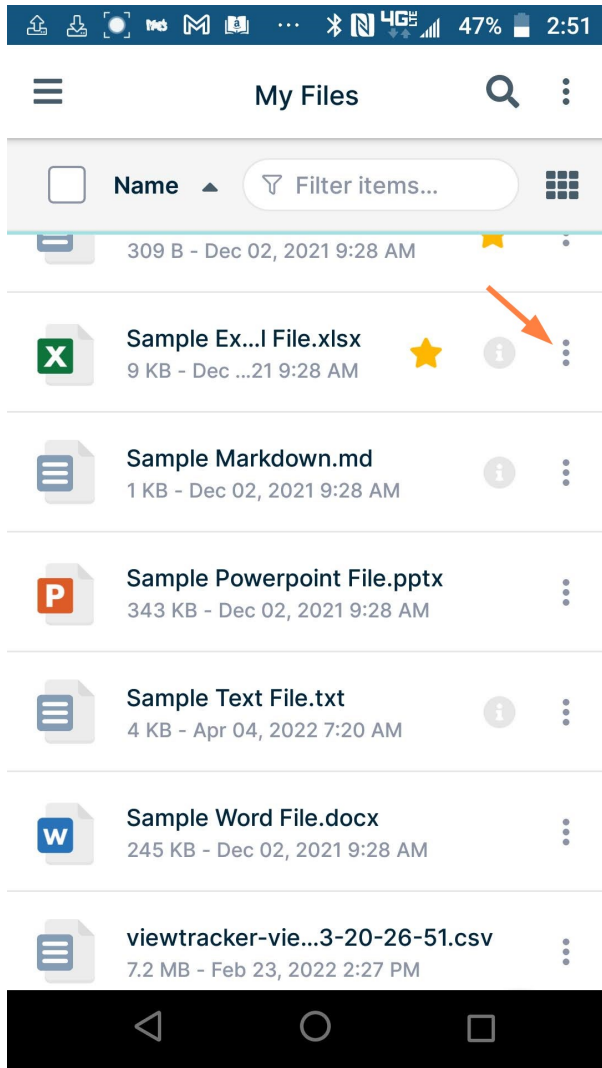 4G LTE 47% 2:51
My Files
Name Filter items...
309 B - Dec 02, 2021 9:28 AM
X Sample Ex...l File.xlsx
9 KB - Dec ...21 9:28 AM
Sample Markdown.md
1 KB - Dec 02, 2021 9:28 AM
P Sample Powerpoint File.pptx
343 KB - Dec 02, 2021 9:28 AM
Sample Text File.txt
4 KB - Apr 04, 2022 7:20 AM
W Sample Word File.docx
245 KB - Dec 02, 2021 9:28 AM
viewtracker-vie...3-20-26-51.csv
7.2 MB - Feb 23, 2022 2:27 PM